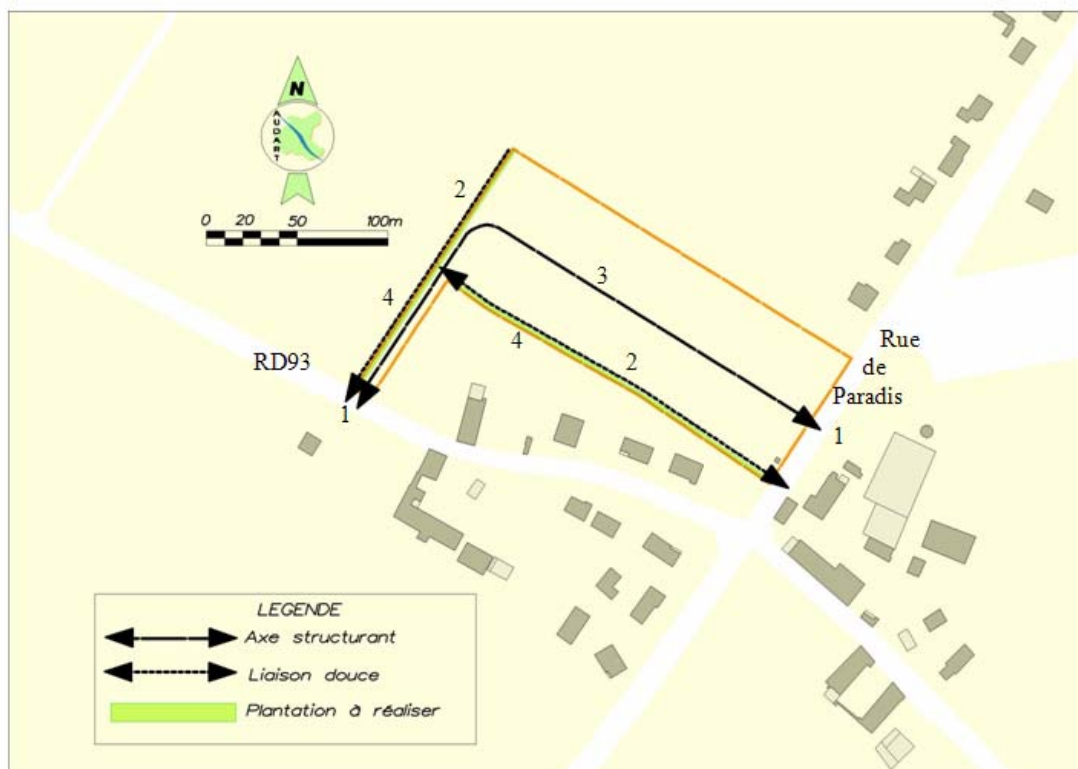 N
AUDART
0 20 50 100m
2
3
4
4
2
RD93
Rue
de
Paradis
1
1
LEGENDE
Axe structurant
Liaison douce
Plantation à réaliser